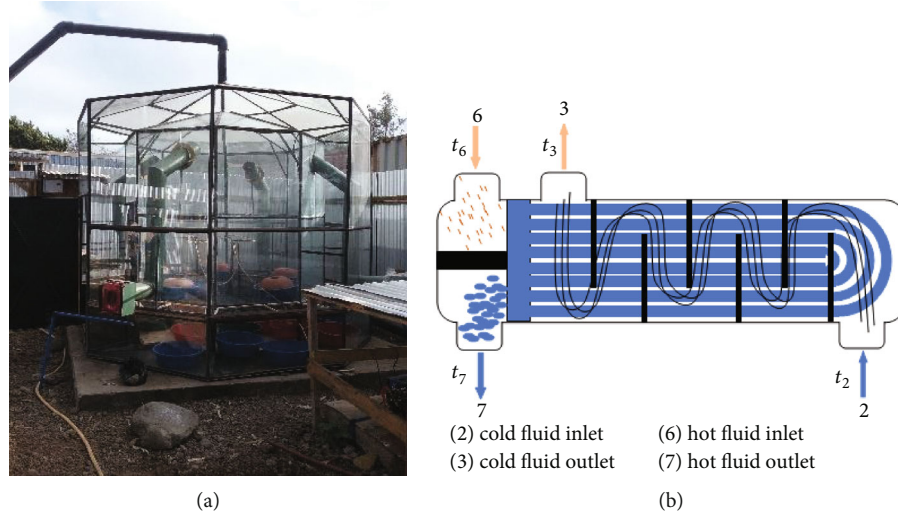 6
3
t6
t3
t7
t2
7
2
(2) cold fluid inlet
(6) hot fluid inlet
(3) cold fluid outlet
(7) hot fluid outlet
(a)
(b)